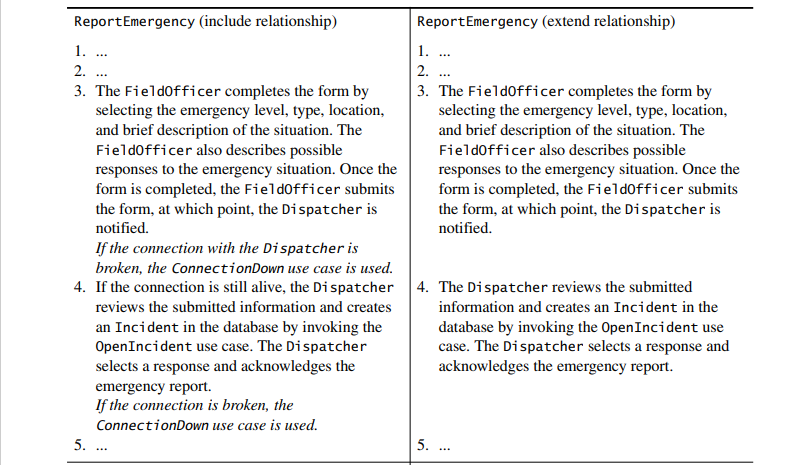 ReportEmergency (include relationship)
1. ...
2. ...
3. The FieldOfficer completes the form by
selecting the emergency level, type, location,
and brief description of the situation. The
FieldOfficer also describes possible
responses to the emergency situation. Once the
form is completed, the FieldOfficer submits
the form, at which point, the Dispatcher is
notified.
If the connection with the Dispatcher is
broken, the ConnectionDown use case is used.
4. If the connection is still alive, the Dispatcher
reviews the submitted information and creates
an Incident in the database by invoking the
OpenIncident use case. The Dispatcher
selects a response and acknowledges the
emergency report.
If the connection is broken, the
ConnectionDown use case is used.
5. ...
ReportEmergency (extend relationship)
1. ...
2. ...
3. The FieldOfficer completes the form by
selecting the emergency level, type, location,
and brief description of the situation. The
FieldOfficer also describes possible
responses to the emergency situation. Once the
form is completed, the FieldOfficer submits
the form, at which point, the Dispatcher is
notified.
4. The Dispatcher reviews the submitted
information and creates an Incident in the
database by invoking the OpenIncident use
case. The Dispatcher selects a response and
acknowledges the emergency report.
5. ...